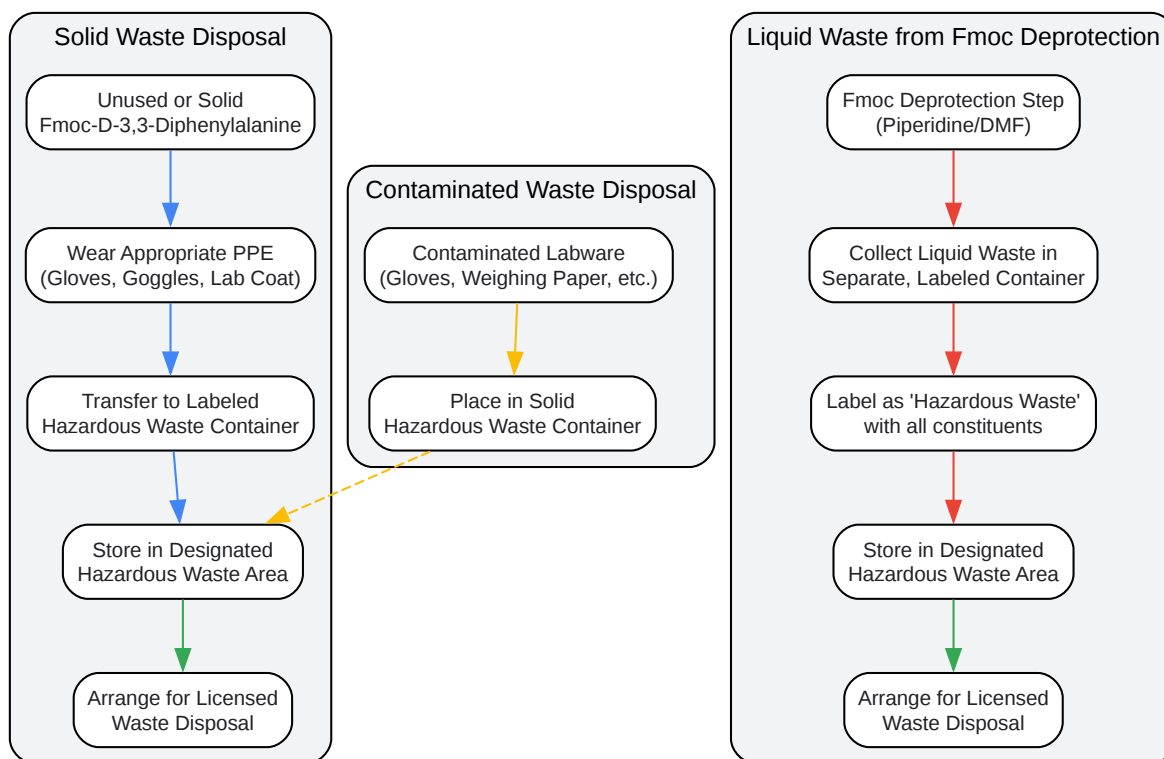 Solid Waste Disposal
Unused or Solid
Fmoc-D-3,3-Diphenylalanine
Wear Appropriate PPE
(Gloves, Goggles, Lab Coat)
Transfer to Labeled
Hazardous Waste Container
Store in Designated
Hazardous Waste Area
Arrange for Licensed
Waste Disposal
Contaminated Waste Disposal
Contaminated Labware
(Gloves, Weighing Paper, etc.)
Place in Solid
Hazardous Waste Container
Liquid Waste from Fmoc Deprotection
Fmoc Deprotection Step
(Piperidine/DMF)
Collect Liquid Waste in
Separate, Labeled Container
Label as 'Hazardous Waste'
with all constituents
Store in Designated
Hazardous Waste Area
Arrange for Licensed
Waste Disposal